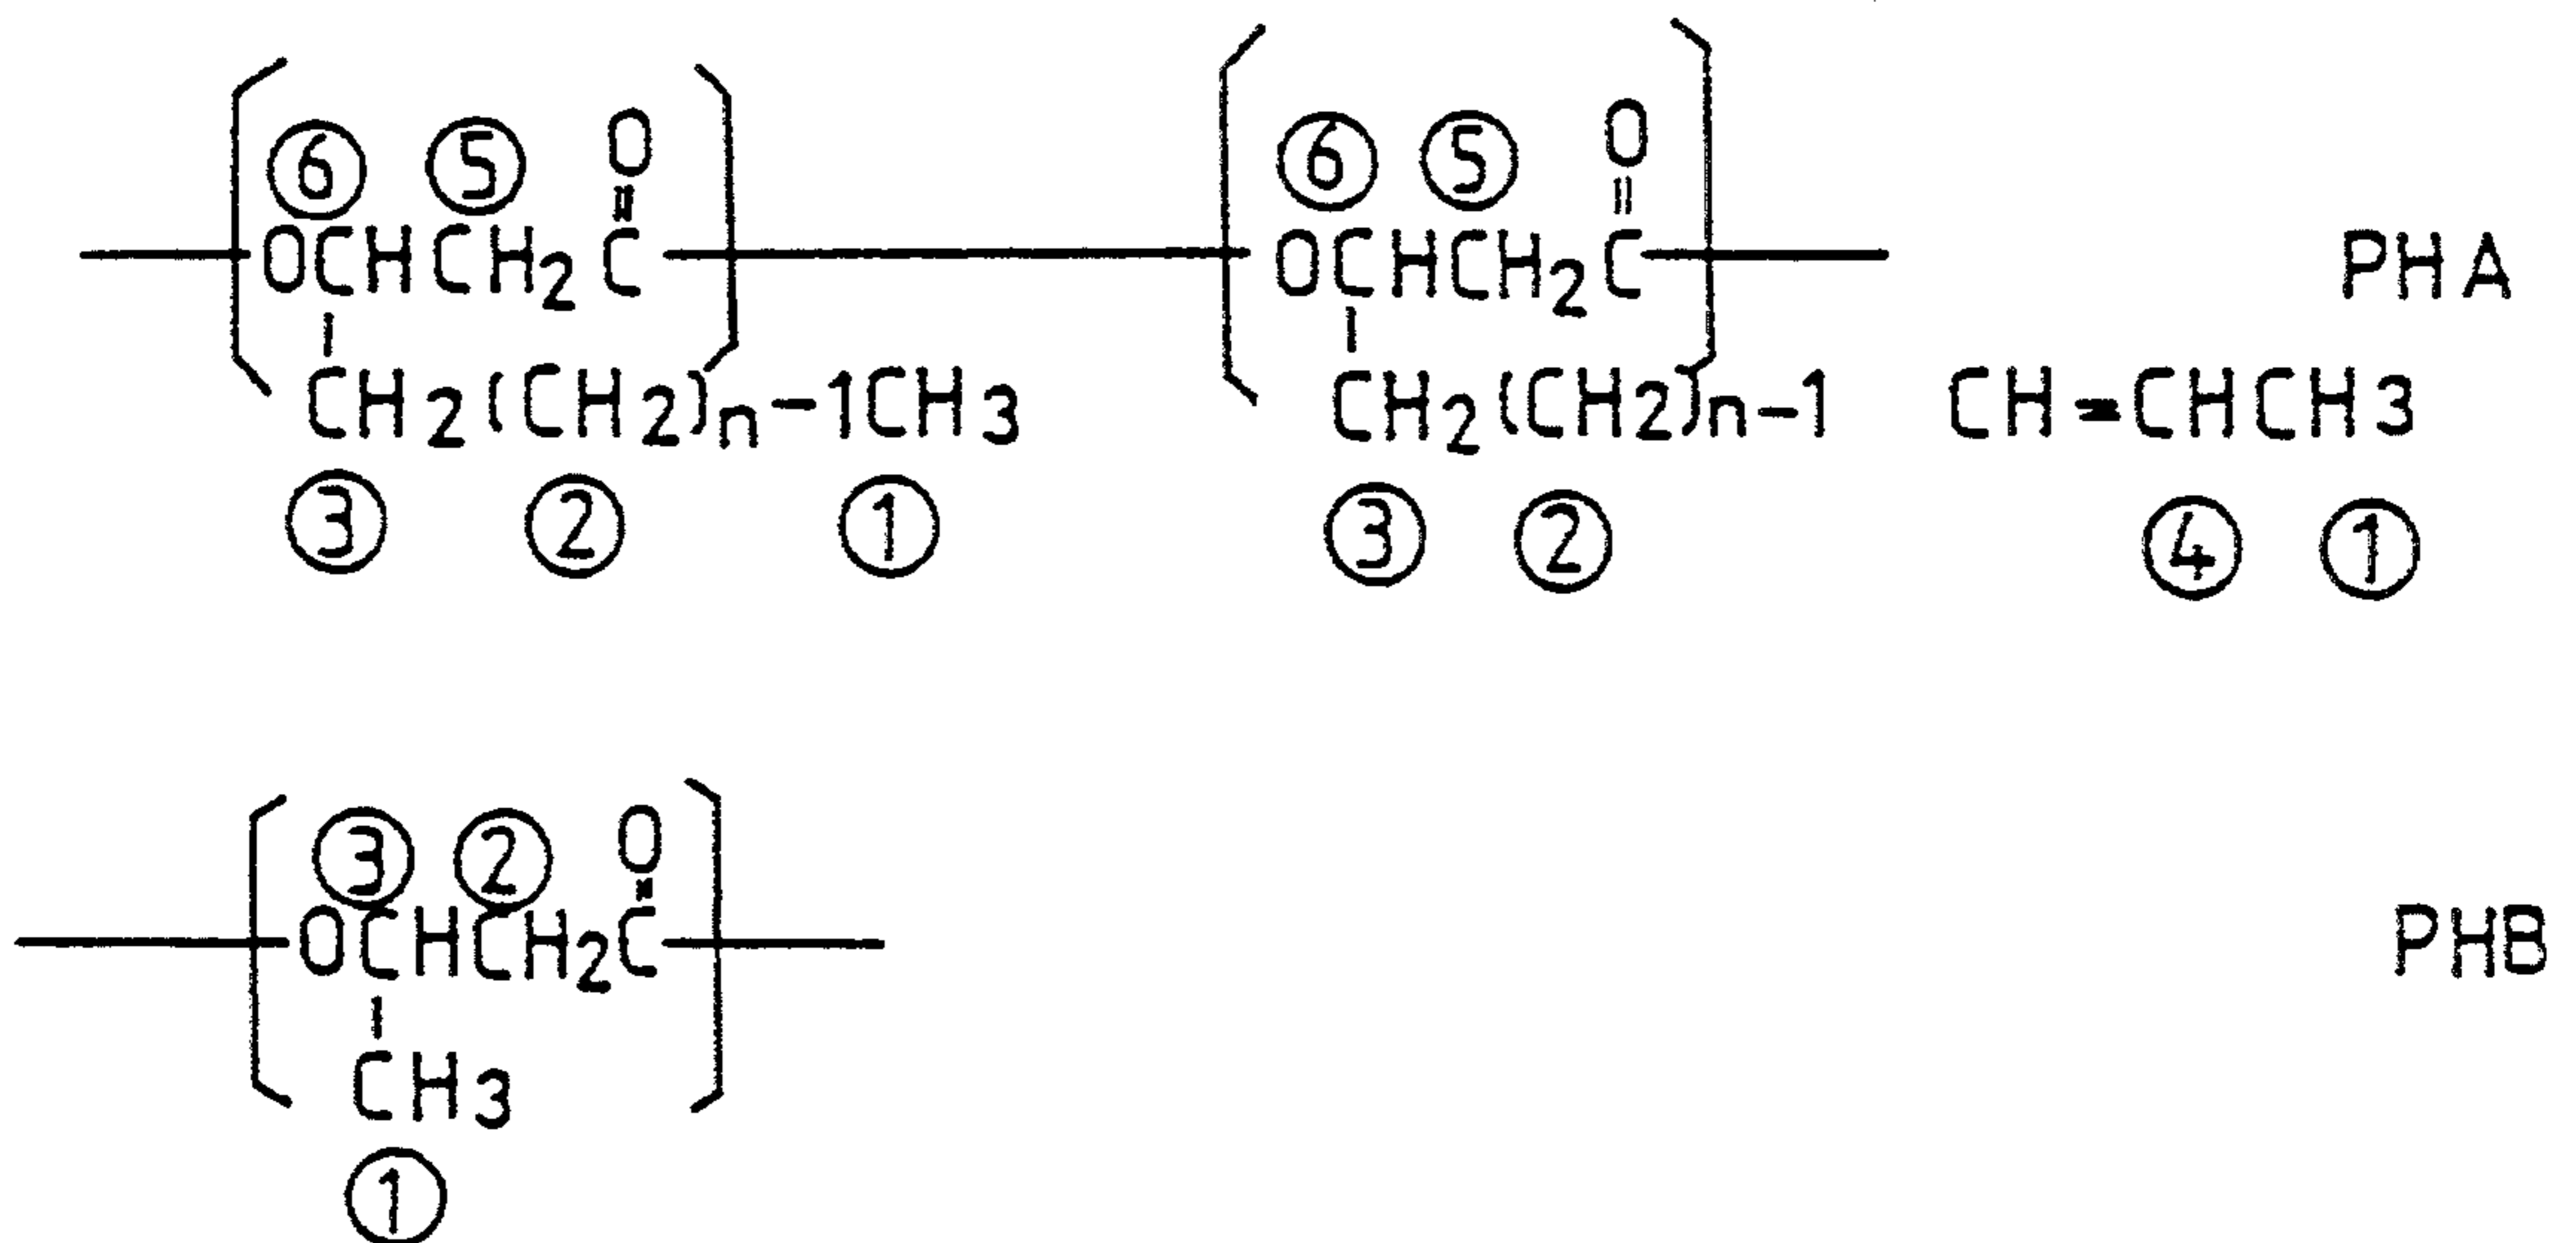 O O
⑥ ⑤ ⑥ ⑤
OCHCH2C OCHCH2C PHA
CH2(CH2)n-1CH3 CH2(CH2)n-1 CH=CHCH3
③ ② ① ③ ② ④ ①
③ ② O
OCHCH2C PHB
CH3
①